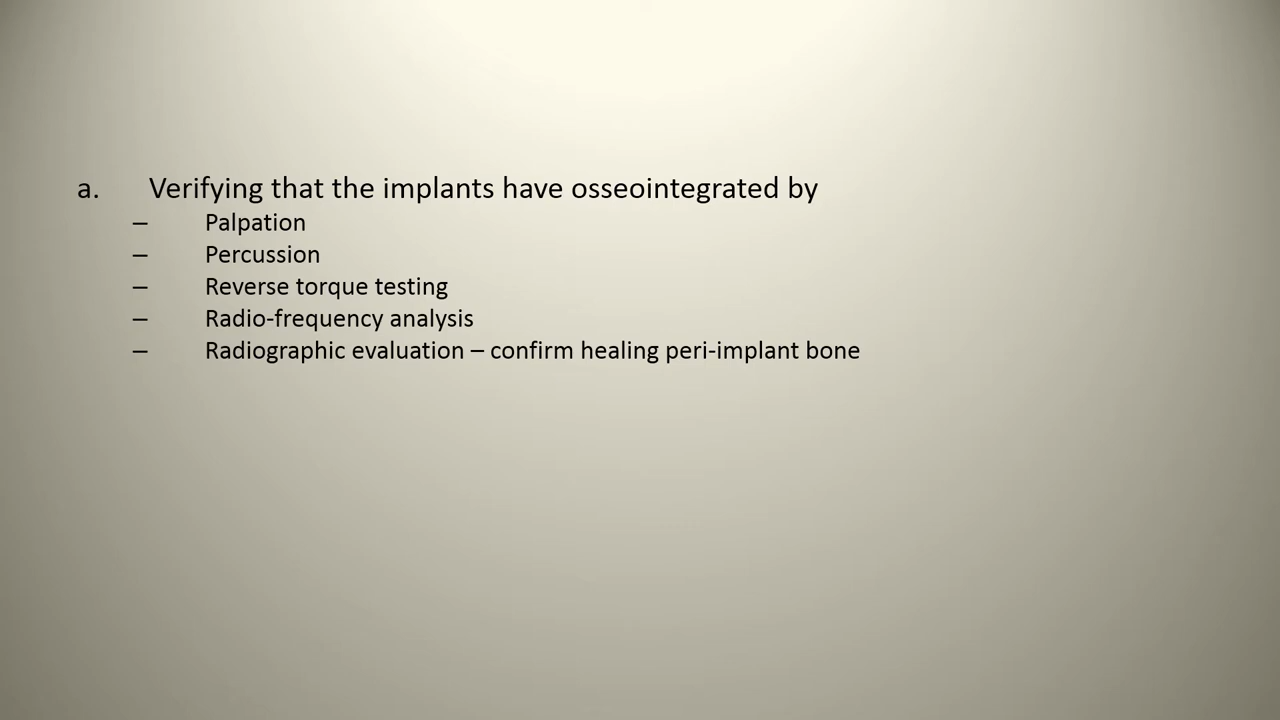 a. Verifying that the implants have osseointegrated by
– Palpation
– Percussion
– Reverse torque testing
– Radio-frequency analysis
– Radiographic evaluation – confirm healing peri-implant bone